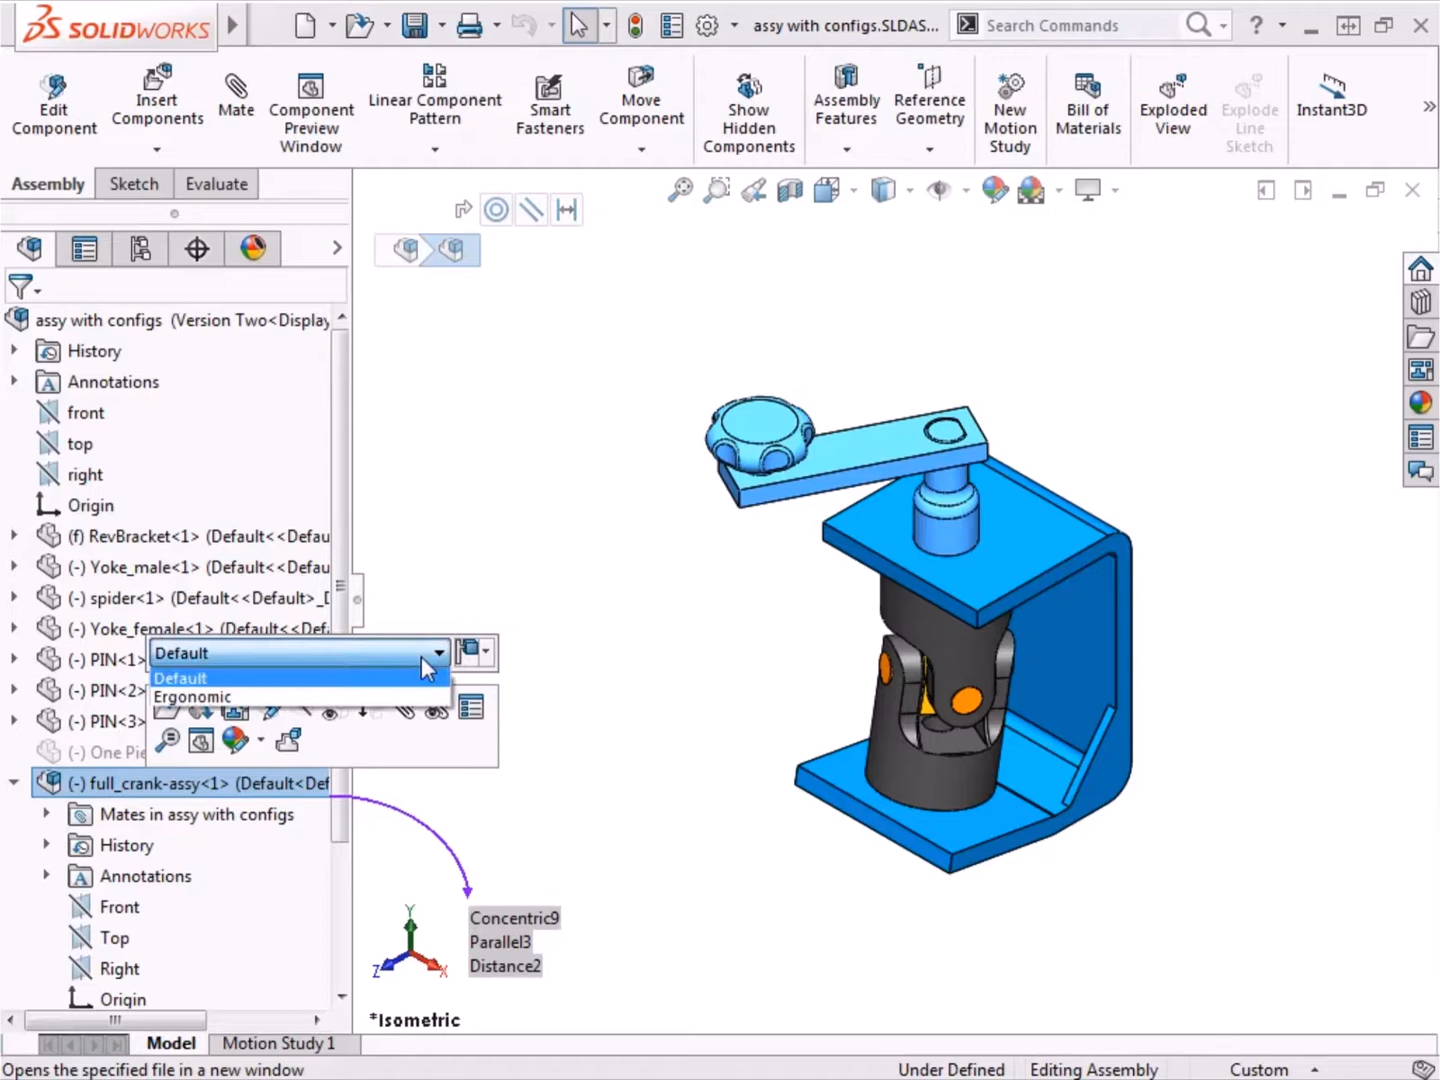 SOLIDWORKS
assy with configs.SLDAS...
Search Commands
?
Edit Component
Insert Components
Mate
Component Preview Window
Linear Component Pattern
Smart Fasteners
Move Component
Show Hidden Components
Assembly Features
Reference Geometry
New Motion Study
Bill of Materials
Exploded View
Explode Line Sketch
Instant3D
Assembly
Sketch
Evaluate
assy with configs (Version Two<Display
History
Annotations
front
top
right
Origin
(f) RevBracket<1> (Default<<Defau
(-) Yoke_male<1> (Default<<Defau
(-) spider<1> (Default<<Default>_D
(-) Yoke_female<1> (Default<<Def
Default
(-) PIN<1>
Default
(-) PIN<2>
Ergonomic
(-) PIN<3>
(-) One Pie
(-) full_crank-assy<1> (Default<Def
Mates in assy with configs
History
Annotations
Front
Top
Right
Origin
Concentric9
Parallel3
Distance2
Y
Z
X
*Isometric
Model
Motion Study 1
Opens the specified file in a new window
Under Defined
Editing Assembly
Custom